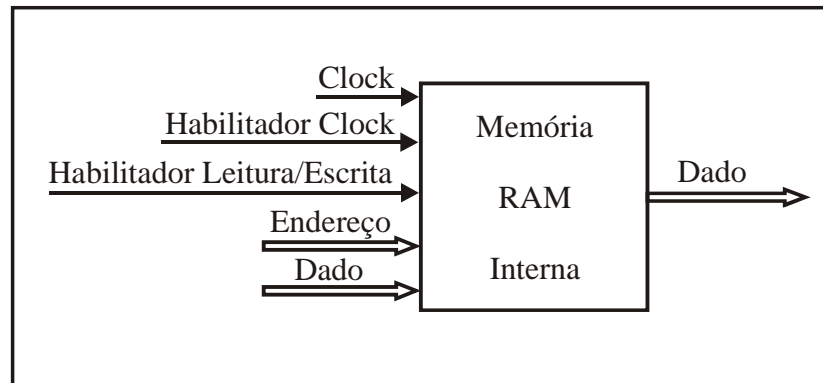 Clock
Habilitador Clock
Habilitador Leitura/Escrita
Endereço
Dado
Memória
RAM
Interna
Dado